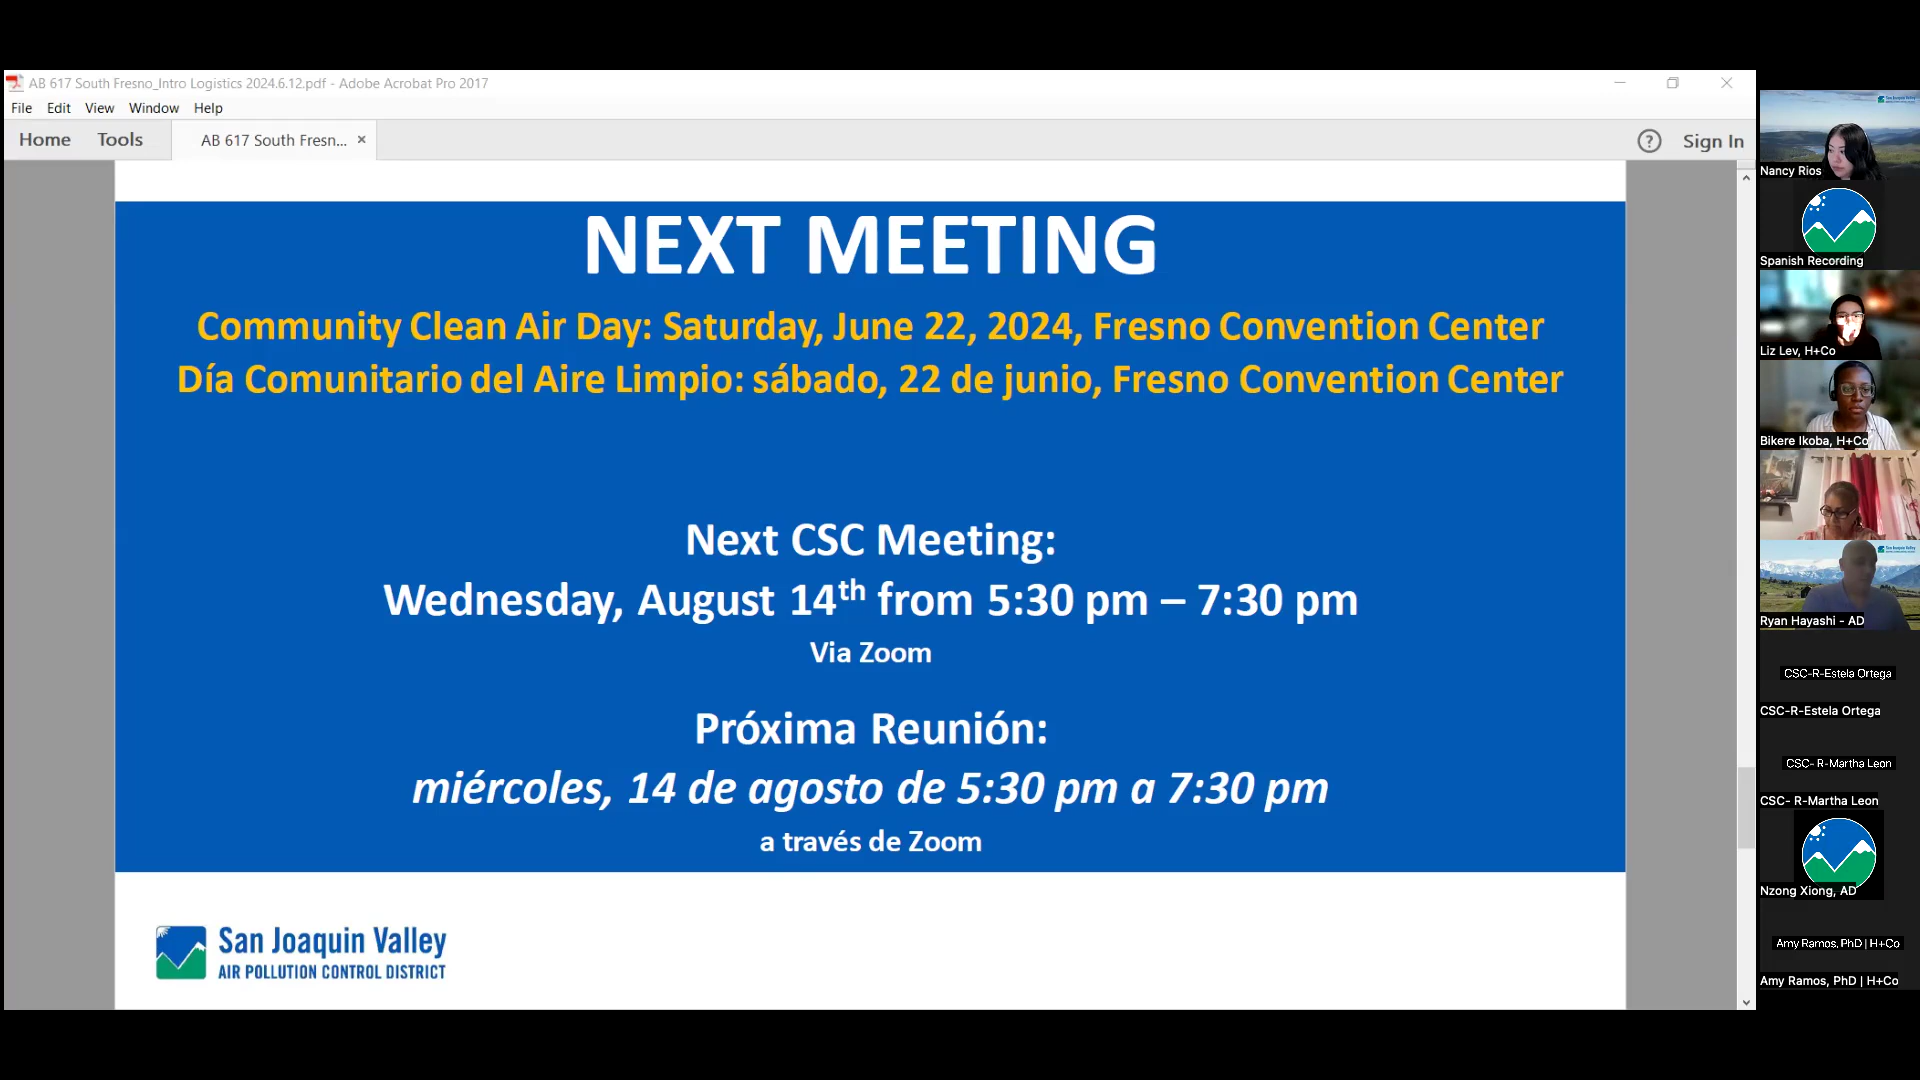 AB 617 South Fresno_Intro Logistics 2024.6.12.pdf - Adobe Acrobat Pro 2017
File Edit View Window Help
Home Tools AB 617 South Fresn... × ? Sign In
NEXT MEETING
Community Clean Air Day: Saturday, June 22, 2024, Fresno Convention Center
Día Comunitario del Aire Limpio: sábado, 22 de junio, Fresno Convention Center
Next CSC Meeting:
Wednesday, August 14th from 5:30 pm – 7:30 pm
Via Zoom
Próxima Reunión:
miércoles, 14 de agosto de 5:30 pm a 7:30 pm
a través de Zoom
San Joaquin Valley
AIR POLLUTION CONTROL DISTRICT
Nancy Rios
Spanish Recording
Liz Lev, H+Co
Bikere Ikoba, H+Co
Ryan Hayashi - AD
CSC-R-Estela Ortega
CSC-R-Estela Ortega
CSC- R-Martha Leon
CSC- R-Martha Leon
Nzong Xiong, AD
Amy Ramos, PhD | H+Co
Amy Ramos, PhD | H+Co